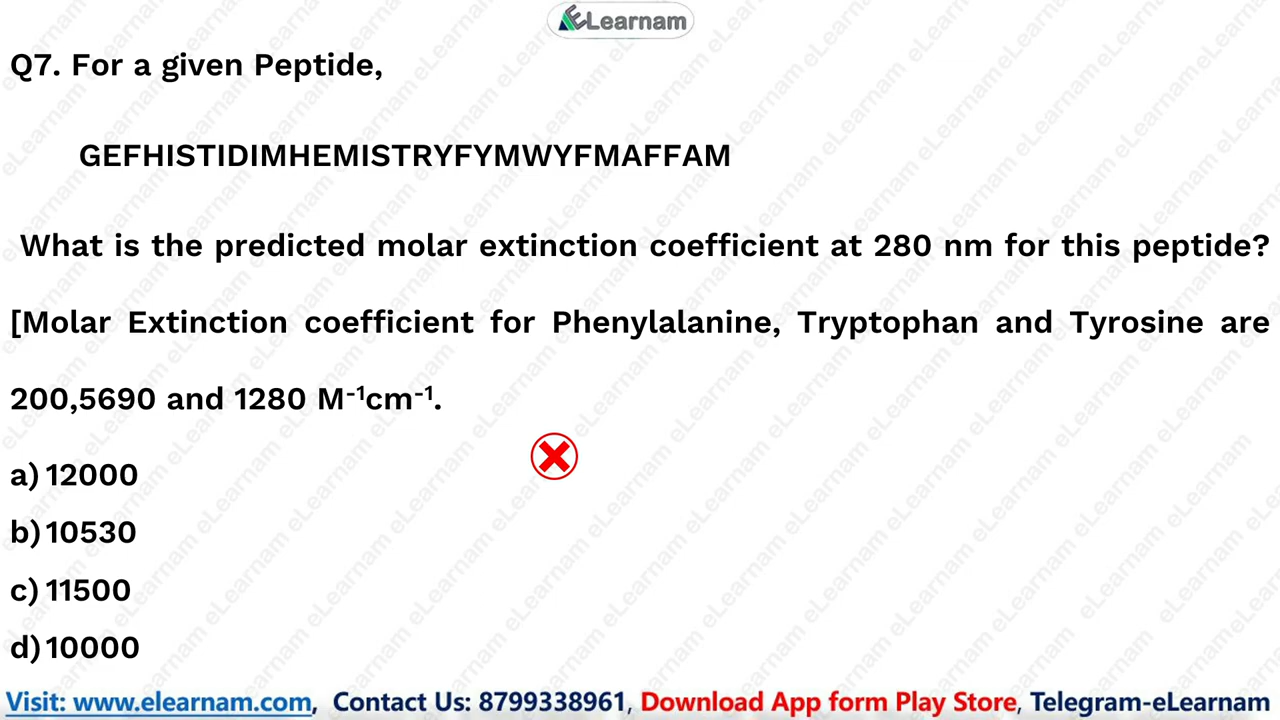 eLearnam
Q7. For a given Peptide,
GEFHISTIDIMHEMISTRYFYMWYFMAFFAM
What is the predicted molar extinction coefficient at 280 nm for this peptide?
[Molar Extinction coefficient for Phenylalanine, Tryptophan and Tyrosine are
200,5690 and 1280 M⁻¹cm⁻¹.
a) 12000
b) 10530
c) 11500
d) 10000
Visit: www.elearnam.com, Contact Us: 8799338961, Download App form Play Store, Telegram-eLearnam